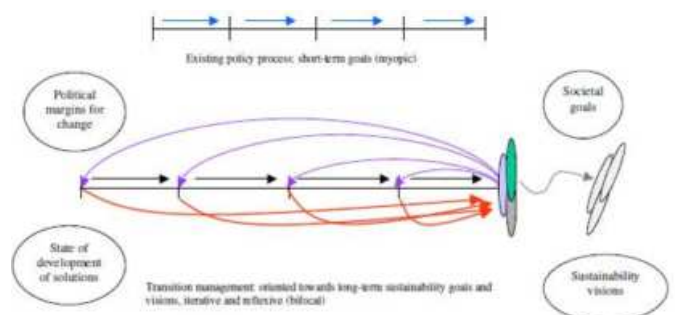 Existing policy process: short-term goals (myopic)
Political
margins for
change
Societal
goals
State of
development
of solutions
Transition management: oriented towards long-term sustainability goals and
visions, iterative and reflexive (bifocal)
Sustainability
visions